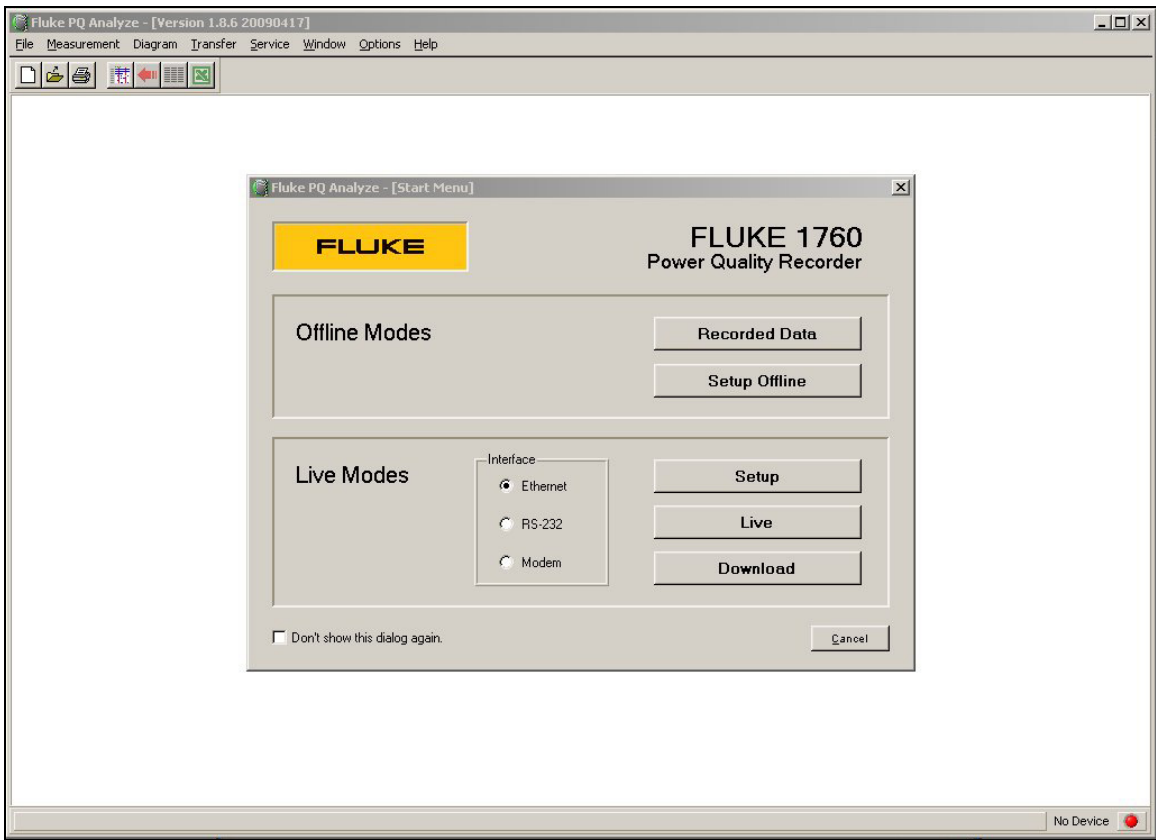 Fluke PQ Analyze - [Version 1.8.6 20090417]
File Measurement Diagram Transfer Service Window Options Help
Fluke PQ Analyze - [Start Menu]
FLUKE
FLUKE 1760
Power Quality Recorder
Offline Modes
Recorded Data
Setup Offline
Live Modes
Interface
Ethernet
RS-232
Modem
Setup
Live
Download
Don't show this dialog again.
Cancel
No Device